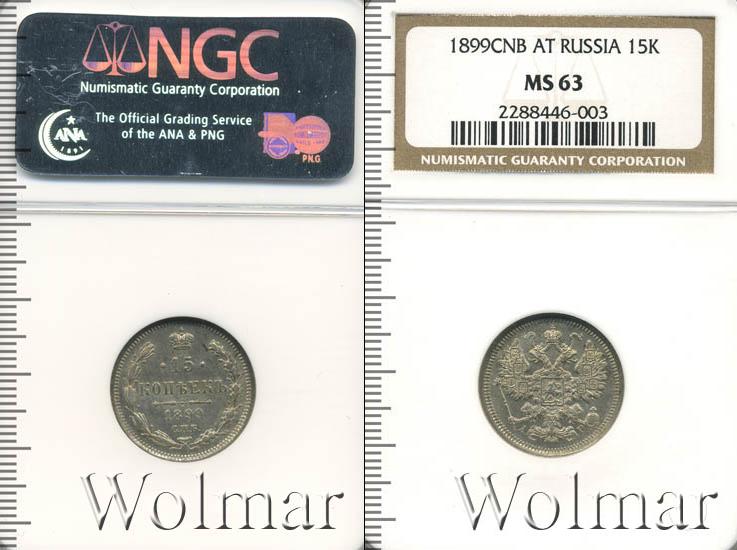 NGC
Numismatic Guaranty Corporation
The Official Grading Service
of the ANA & PNG
ANA
1891
P.N.G.
1899CNB AT RUSSIA 15K
MS 63
2288446-003
NUMISMATIC GUARANTY CORPORATION
·15·
КОПѢЕКЪ
1899
С.П.Б.
Wolmar
Wolmar